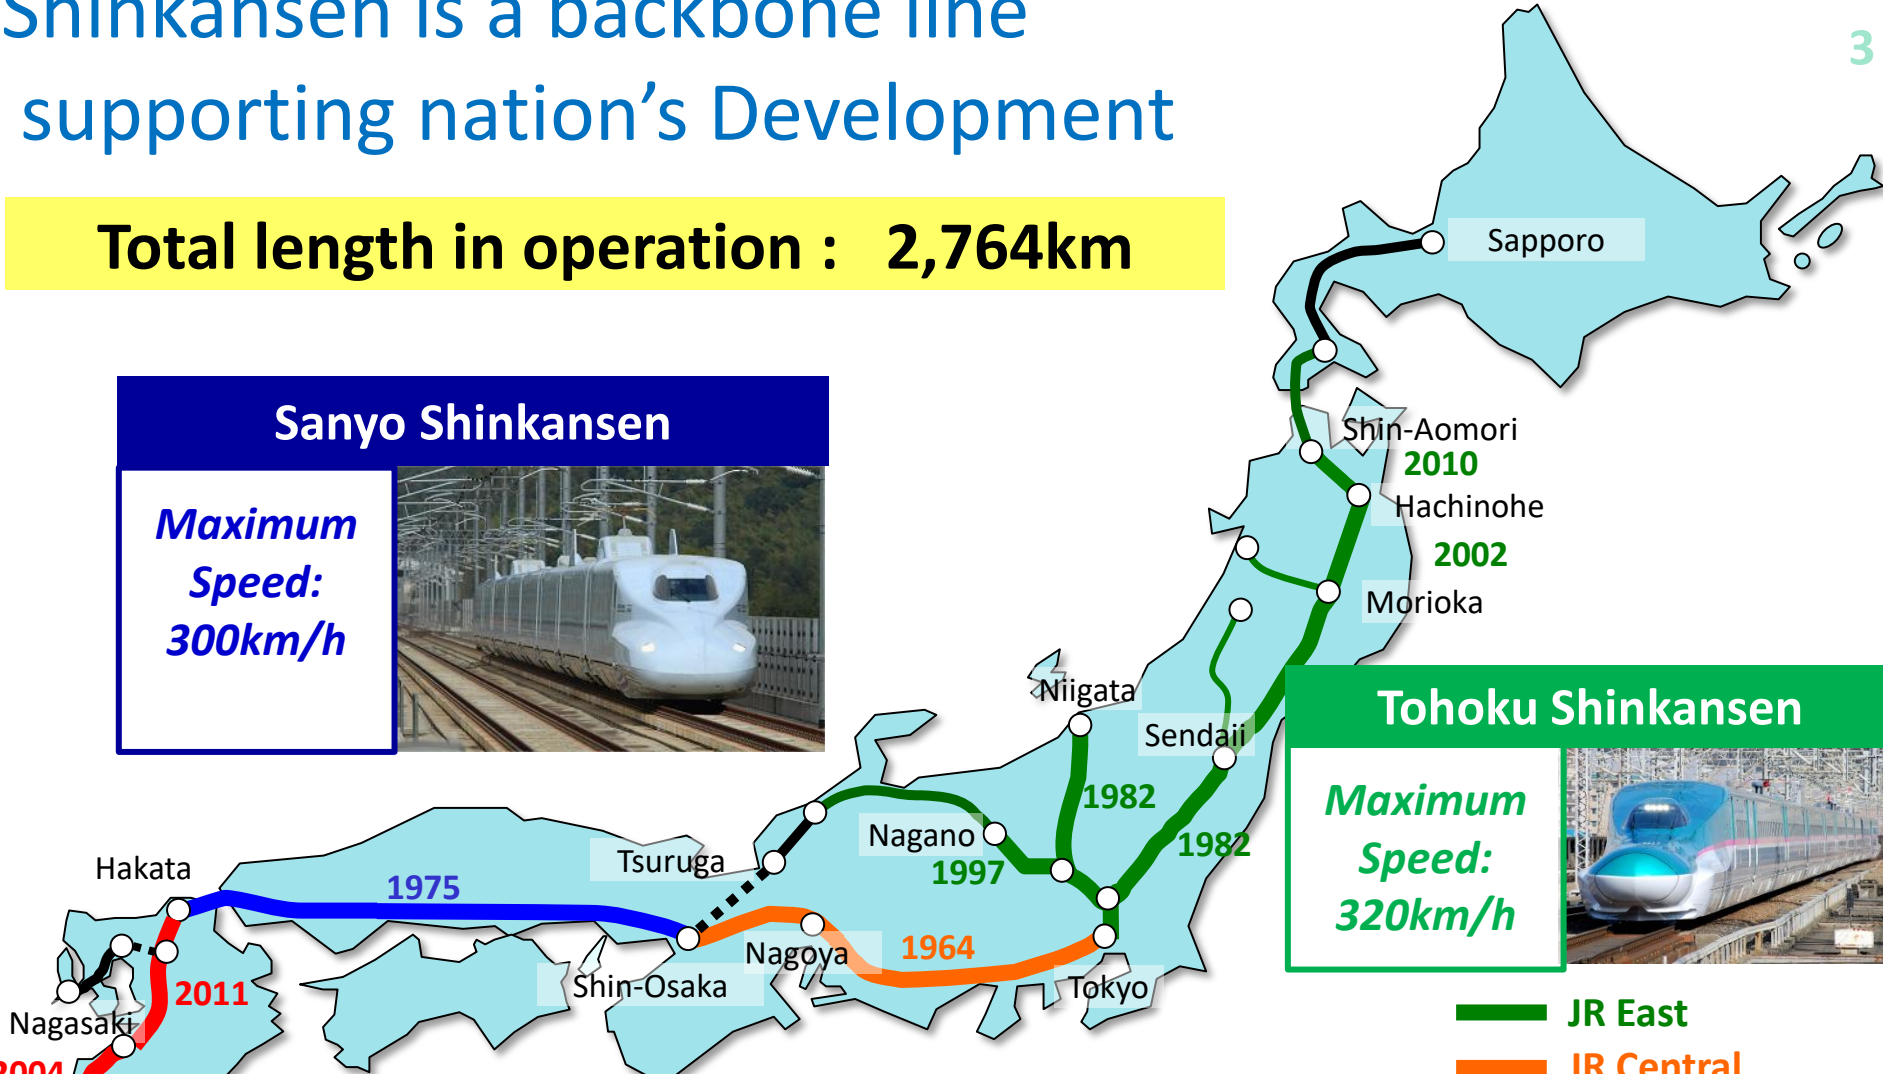 Shinkansen is a backbone line
supporting nation's Development
3
Total length in operation : 2,764km
Sapporo
Sanyo Shinkansen
Maximum
Speed:
300km/h
Shin-Aomori
2010
Hachinohe
2002
Morioka
Niigata
Sendaii
Tohoku Shinkansen
Maximum
Speed:
320km/h
1982
1982
Nagano
1997
Tsuruga
Hakata
1975
Nagoya
1964
Shin-Osaka
Tokyo
2011
Nagasaki
2004
JR East
JR Central